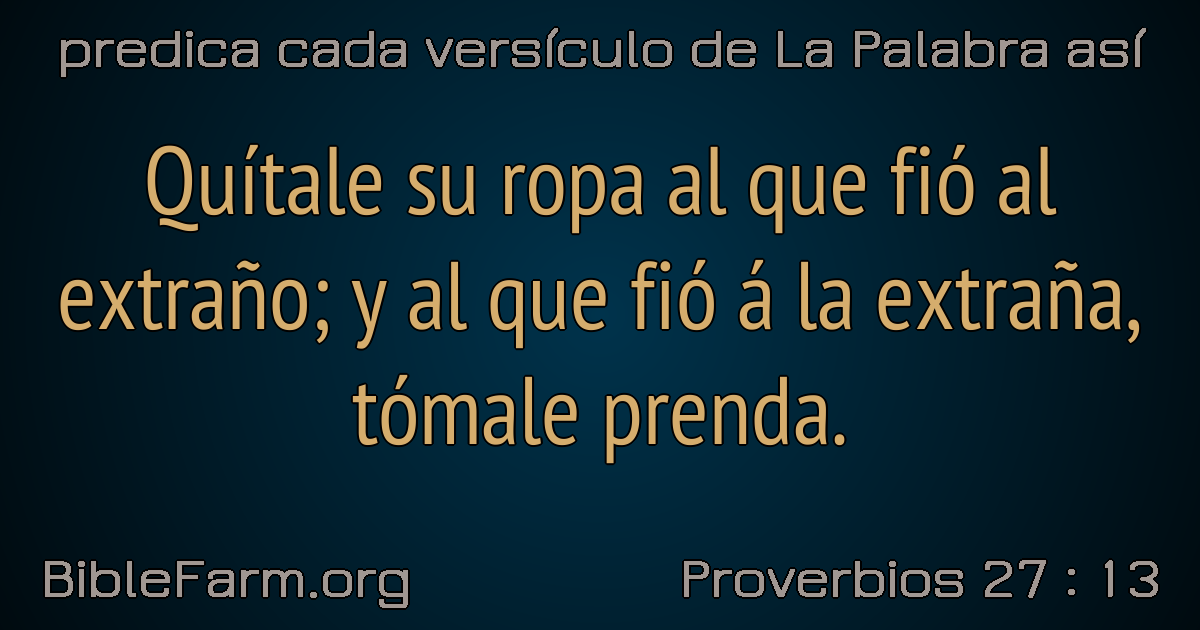 predica cada versículo de La Palabra así
Quítale su ropa al que fió al
extraño; y al que fió á la extraña,
tómale prenda.
BibleFarm.org
Proverbios 27 : 13